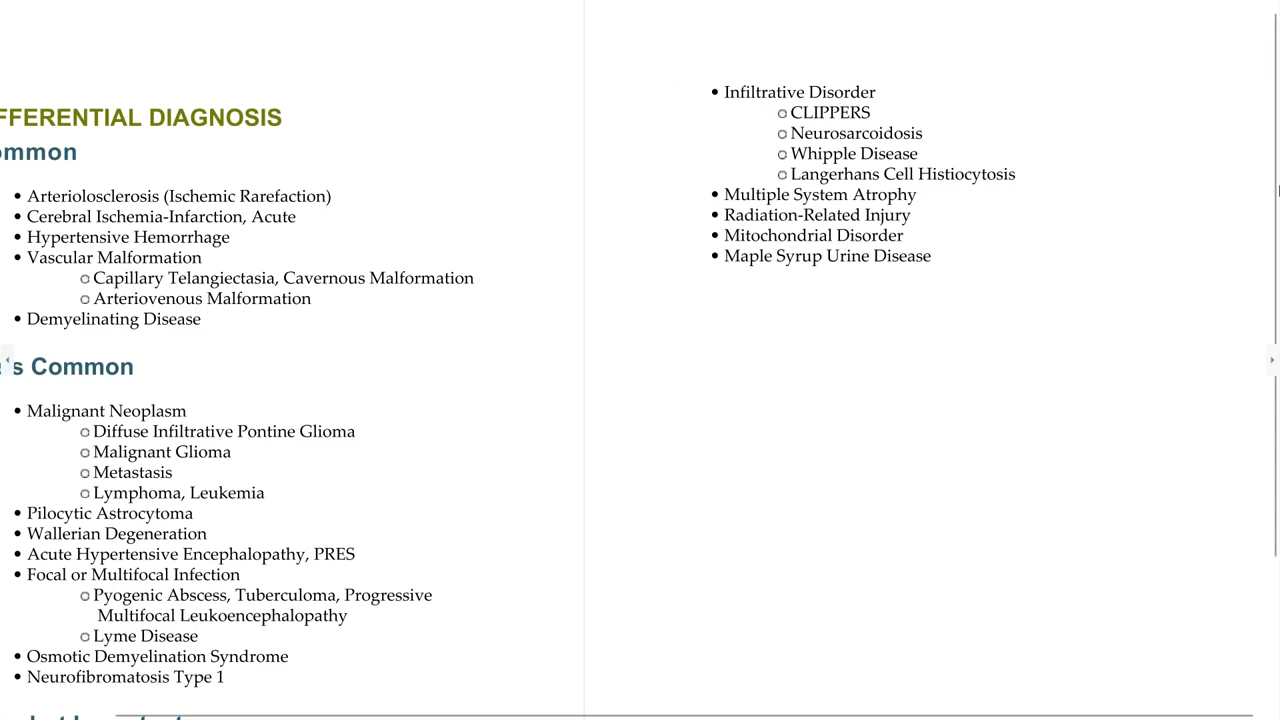 FFERENTIAL DIAGNOSIS
ommon
• Arteriolosclerosis (Ischemic Rarefaction)
• Cerebral Ischemia-Infarction, Acute
• Hypertensive Hemorrhage
• Vascular Malformation
○ Capillary Telangiectasia, Cavernous Malformation
○ Arteriovenous Malformation
• Demyelinating Disease
s Common
• Malignant Neoplasm
○ Diffuse Infiltrative Pontine Glioma
○ Malignant Glioma
○ Metastasis
○ Lymphoma, Leukemia
• Pilocytic Astrocytoma
• Wallerian Degeneration
• Acute Hypertensive Encephalopathy, PRES
• Focal or Multifocal Infection
○ Pyogenic Abscess, Tuberculoma, Progressive
Multifocal Leukoencephalopathy
○ Lyme Disease
• Osmotic Demyelination Syndrome
• Neurofibromatosis Type 1
• Infiltrative Disorder
○ CLIPPERS
○ Neurosarcoidosis
○ Whipple Disease
○ Langerhans Cell Histiocytosis
• Multiple System Atrophy
• Radiation-Related Injury
• Mitochondrial Disorder
• Maple Syrup Urine Disease